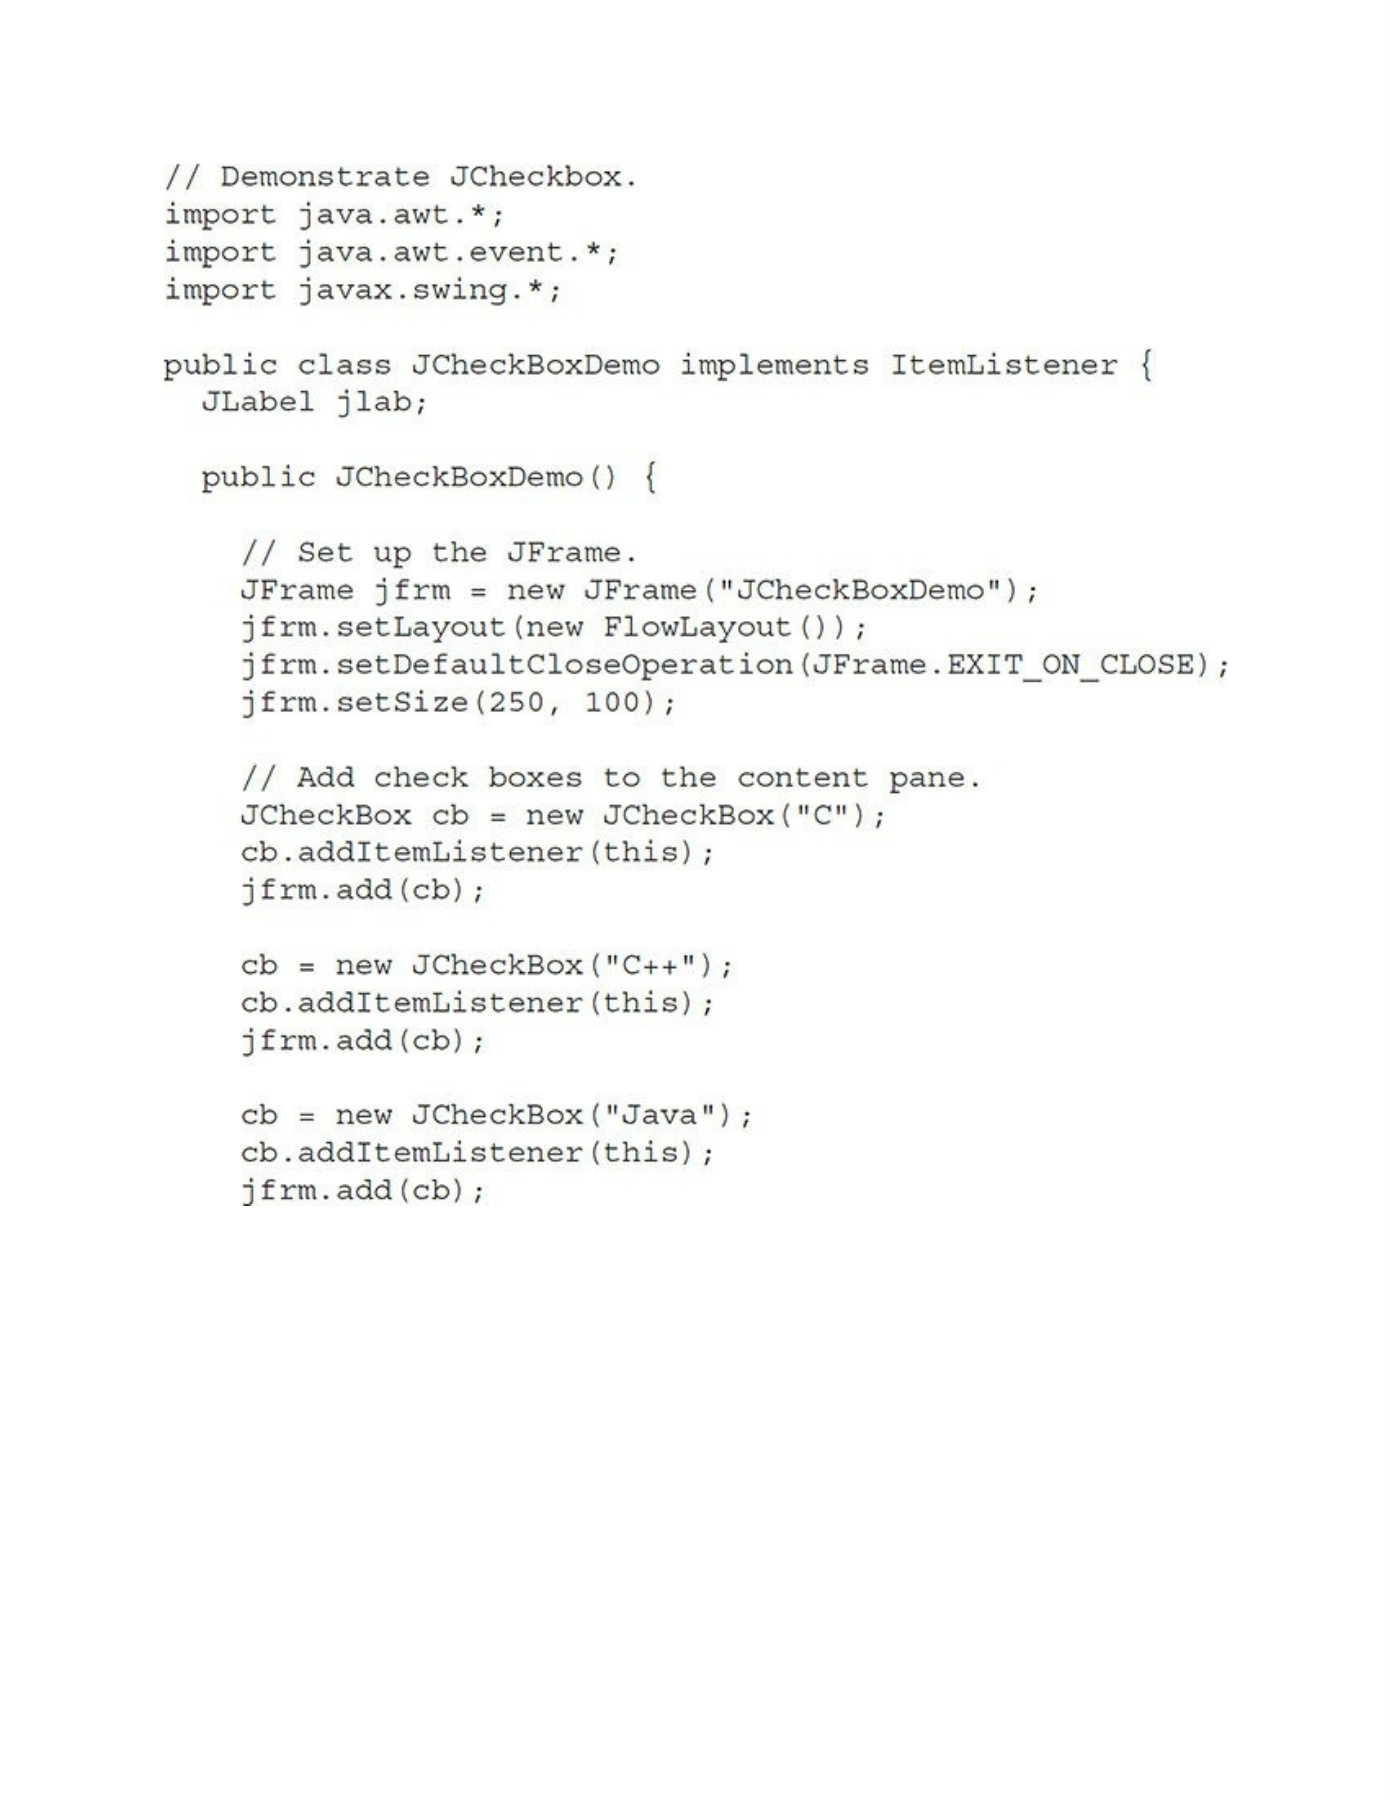 // Demonstrate JCheckbox.
import java.awt.*;
import java.awt.event.*;
import javax.swing.*;

public class JCheckBoxDemo implements ItemListener {
  JLabel jlab;

  public JCheckBoxDemo() {

    // Set up the JFrame.
    JFrame jfrm = new JFrame("JCheckBoxDemo");
    jfrm.setLayout(new FlowLayout());
    jfrm.setDefaultCloseOperation(JFrame.EXIT_ON_CLOSE);
    jfrm.setSize(250, 100);

    // Add check boxes to the content pane.
    JCheckBox cb = new JCheckBox("C");
    cb.addItemListener(this);
    jfrm.add(cb);

    cb = new JCheckBox("C++");
    cb.addItemListener(this);
    jfrm.add(cb);

    cb = new JCheckBox("Java");
    cb.addItemListener(this);
    jfrm.add(cb);